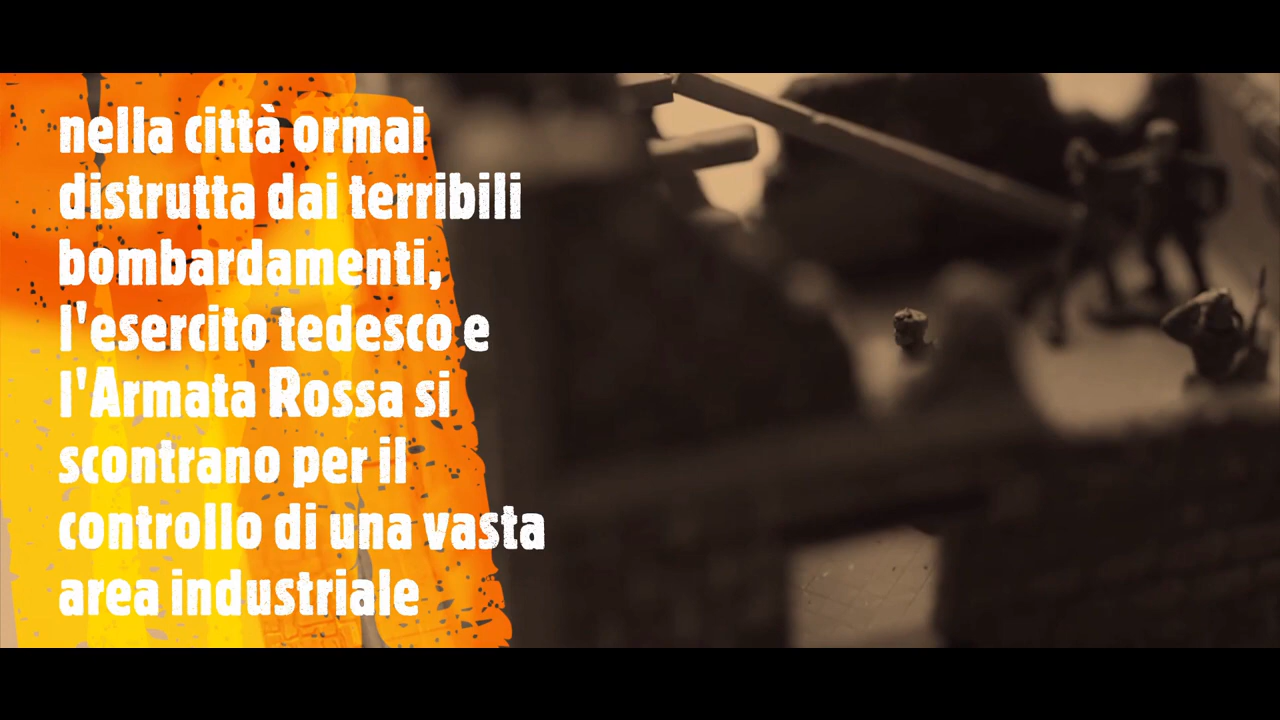 nella città ormai
distrutta dai terribili
bombardamenti,
l'esercito tedesco e
l'Armata Rossa si
scontrano per il
controllo di una vasta
area industriale